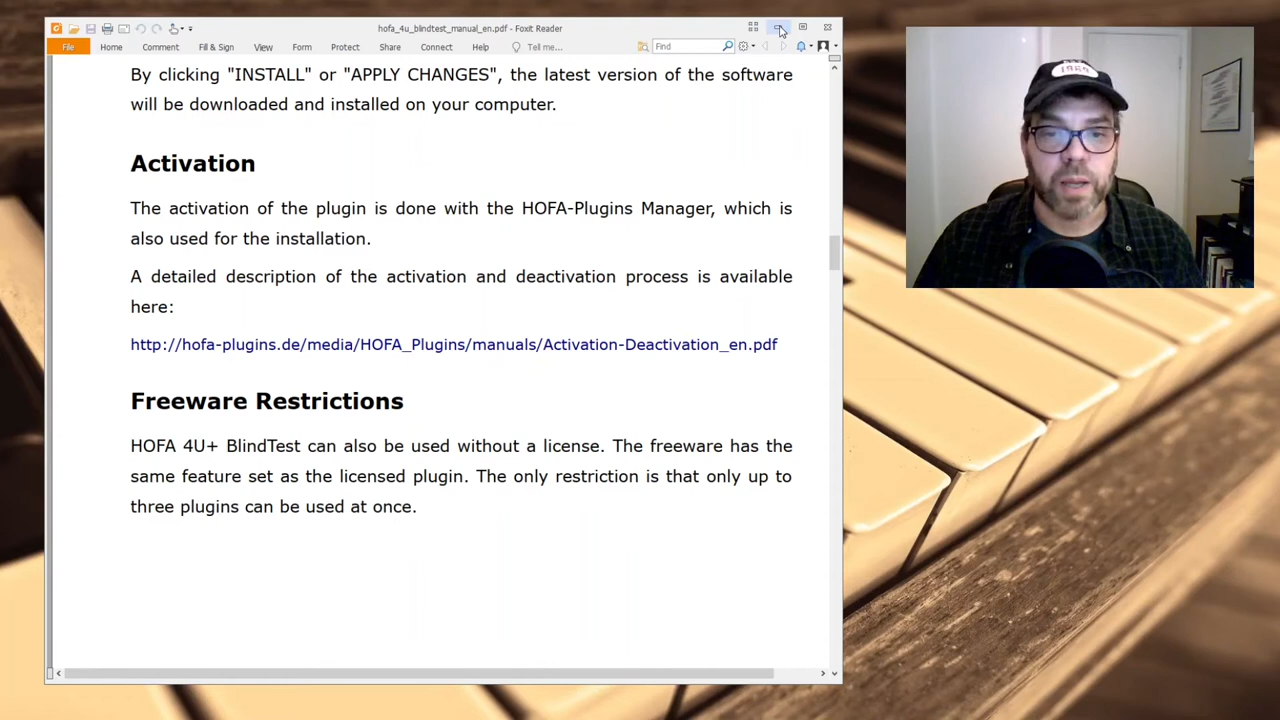 hofa_4u_blindtest_manual_en.pdf - Foxit Reader
File Home Comment Fill & Sign View Form Protect Share Connect Help Tell me... Find
By clicking "INSTALL" or "APPLY CHANGES", the latest version of the software
will be downloaded and installed on your computer.
Activation
The activation of the plugin is done with the HOFA-Plugins Manager, which is
also used for the installation.
A detailed description of the activation and deactivation process is available
here:
http://hofa-plugins.de/media/HOFA_Plugins/manuals/Activation-Deactivation_en.pdf
Freeware Restrictions
HOFA 4U+ BlindTest can also be used without a license. The freeware has the
same feature set as the licensed plugin. The only restriction is that only up to
three plugins can be used at once.